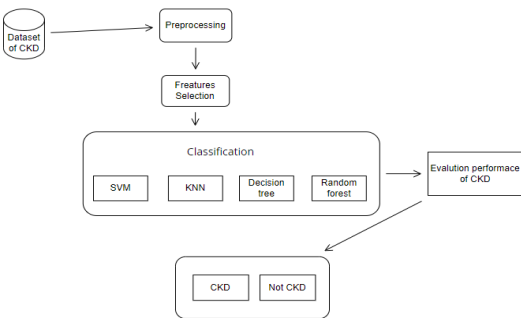 Dataset
of CKD
Preprocessing
Freatures
Selection
Classification
SVM
KNN
Decision
tree
Random
forest
Evalution performace
of CKD
CKD
Not CKD